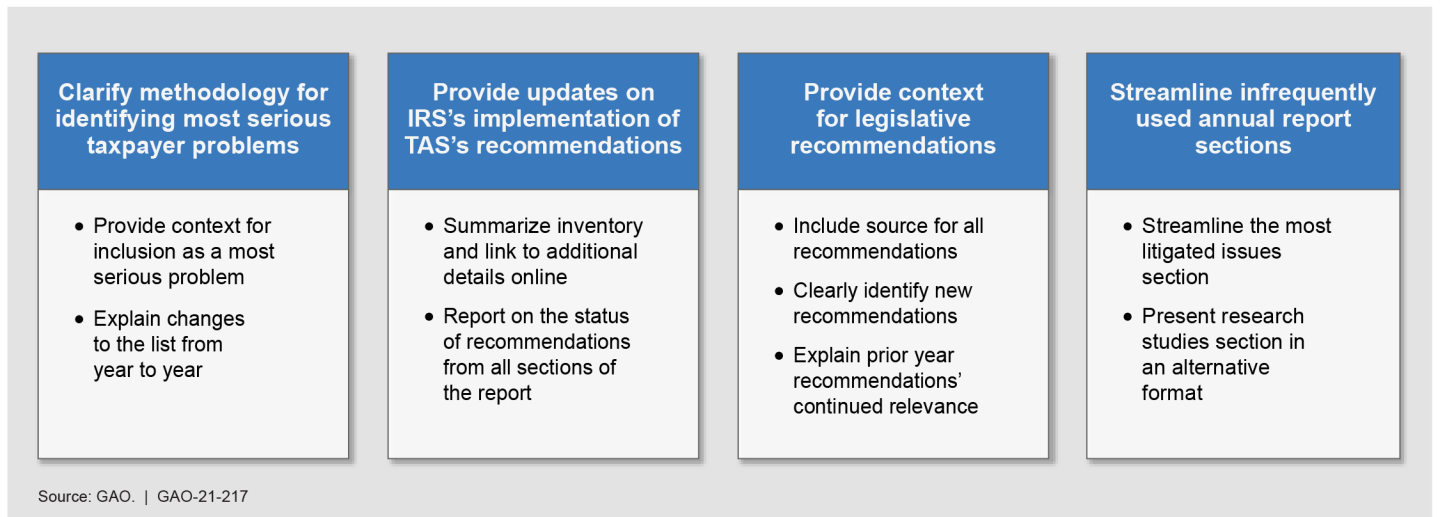 Clarify methodology for
identifying most serious
taxpayer problems
• Provide context for
inclusion as a most
serious problem
• Explain changes
to the list from
year to year
Provide updates on
IRS’s implementation of
TAS’s recommendations
• Summarize inventory
and link to additional
details online
• Report on the status
of recommendations
from all sections of
the report
Provide context
for legislative
recommendations
• Include source for all
recommendations
• Clearly identify new
recommendations
• Explain prior year
recommendations’
continued relevance
Streamline infrequently
used annual report
sections
• Streamline the most
litigated issues
section
• Present research
studies section in
an alternative
format
Source: GAO. | GAO-21-217